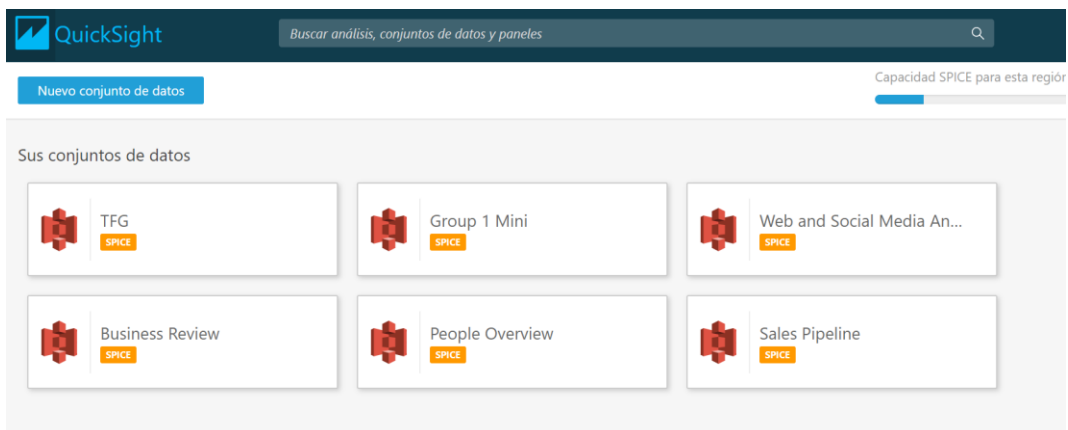 QuickSight
Buscar análisis, conjuntos de datos y paneles
Nuevo conjunto de datos
Capacidad SPICE para esta región
Sus conjuntos de datos
TFG
SPICE
Group 1 Mini
SPICE
Web and Social Media An...
SPICE
Business Review
SPICE
People Overview
SPICE
Sales Pipeline
SPICE